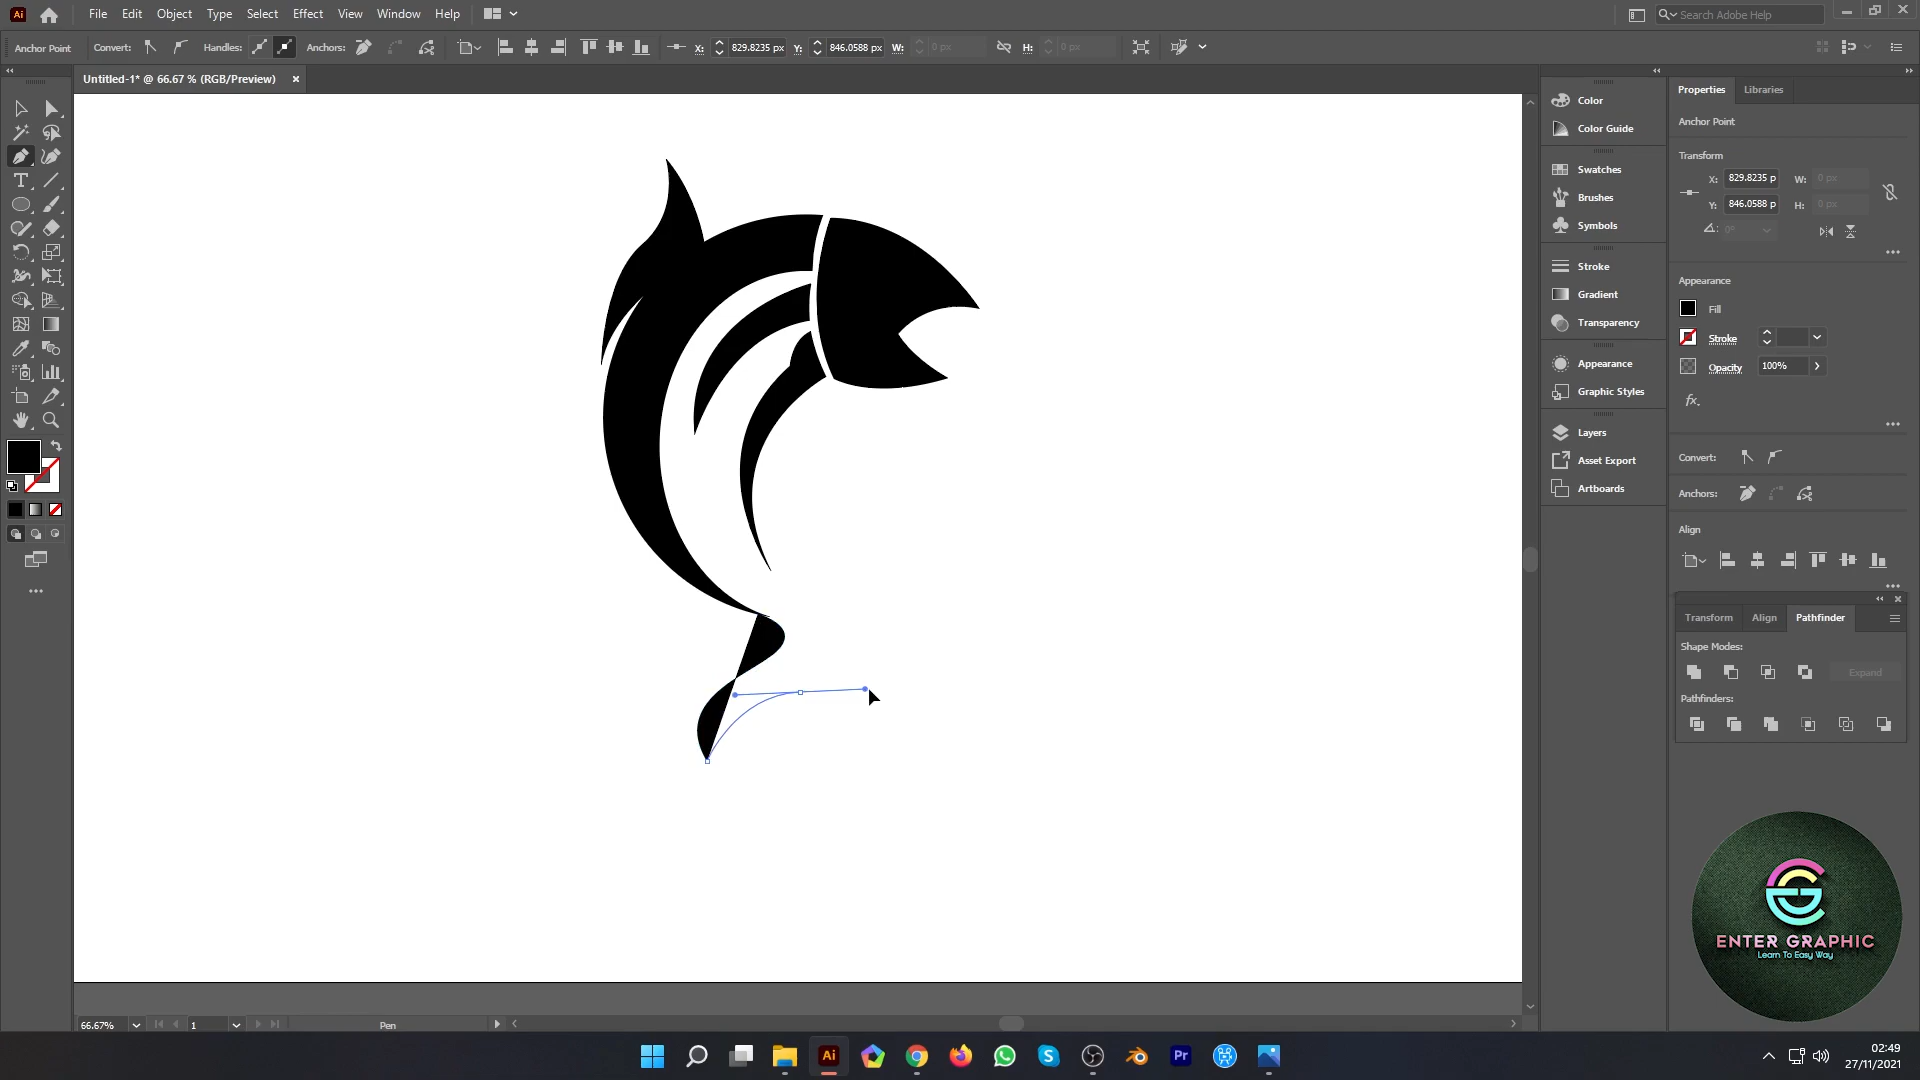 Ai File Edit Object Type Select Effect View Window Help Search Adobe Help
Anchor Point Convert: Handles: Anchors: X: 829.8235 px Y: 846.0588 px W: 0 px H: 0 px
Untitled-1* @ 66.67 % (RGB/Preview) ×
Color
Color Guide
Swatches
Brushes
Symbols
Stroke
Gradient
Transparency
Appearance
Graphic Styles
Layers
Asset Export
Artboards
Properties Libraries
Anchor Point
Transform
X: 829.8235 p W: 0 px
Y: 846.0588 p H: 0 px
0°
Appearance
Fill
Stroke
Opacity 100%
fx.
Convert:
Anchors:
Align
Transform Align Pathfinder
Shape Modes:
Expand
Pathfinders:
ENTER GRAPHIC
Learn To Easy Way
66.67% 1 Pen
Ai Pr
02:49
27/11/2021